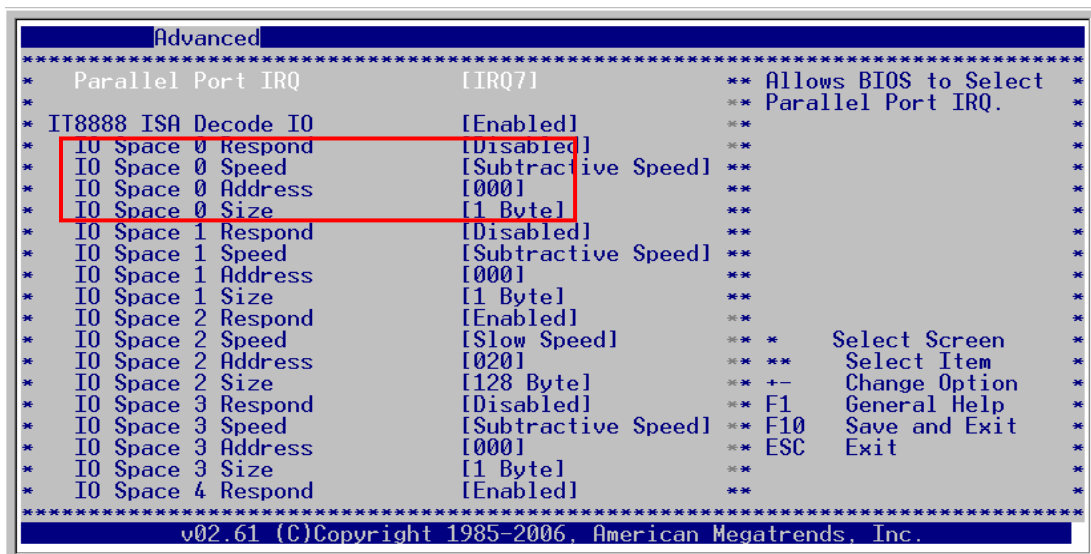 Advanced
********************************************************************************
* Parallel Port IRQ [IRQ7] ** Allows BIOS to Select *
* ** Parallel Port IRQ. *
* IT8888 ISA Decode IO [Enabled] ** *
* IO Space 0 Respond [Disabled] ** *
* IO Space 0 Speed [Subtractive Speed] ** *
* IO Space 0 Address [000] ** *
* IO Space 0 Size [1 Byte] ** *
* IO Space 1 Respond [Disabled] ** *
* IO Space 1 Speed [Subtractive Speed] ** *
* IO Space 1 Address [000] ** *
* IO Space 1 Size [1 Byte] ** *
* IO Space 2 Respond [Enabled] ** *
* IO Space 2 Speed [Slow Speed] ** * Select Screen *
* IO Space 2 Address [020] ** ** Select Item *
* IO Space 2 Size [128 Byte] ** +- Change Option *
* IO Space 3 Respond [Disabled] ** F1 General Help *
* IO Space 3 Speed [Subtractive Speed] ** F10 Save and Exit *
* IO Space 3 Address [000] ** ESC Exit *
* IO Space 3 Size [1 Byte] ** *
* IO Space 4 Respond [Enabled] ** *
********************************************************************************
v02.61 (C)Copyright 1985-2006, American Megatrends, Inc.